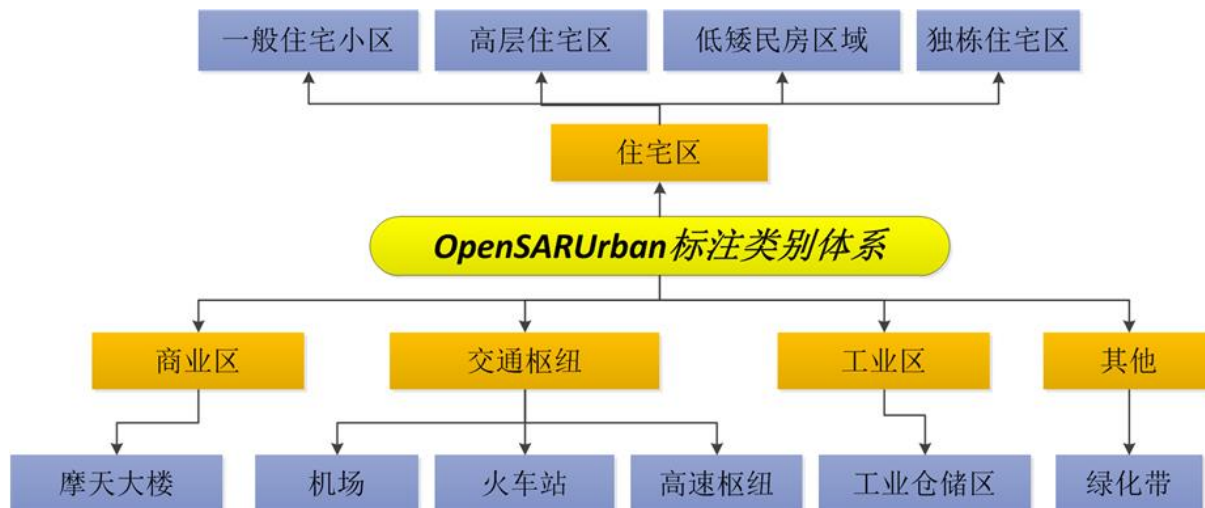 一般住宅小区
高层住宅区
低矮民房区域
独栋住宅区
住宅区
OpenSARUrban标注类别体系
商业区
交通枢纽
工业区
其他
摩天大楼
机场
火车站
高速枢纽
工业仓储区
绿化带